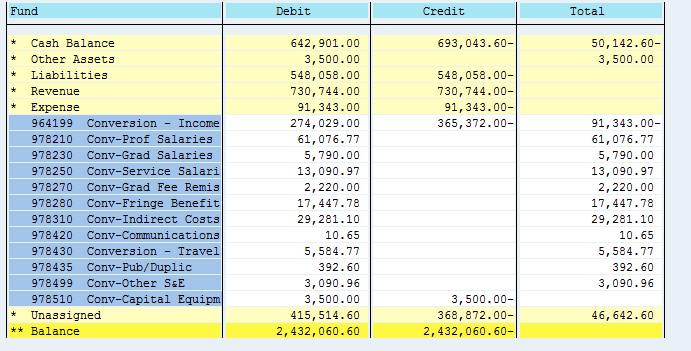 Fund Debit Credit Total
* Cash Balance 642,901.00 693,043.60- 50,142.60-
* Other Assets 3,500.00 3,500.00
* Liabilities 548,058.00 548,058.00-
* Revenue 730,744.00 730,744.00-
* Expense 91,343.00 91,343.00-
964199 Conversion - Income 274,029.00 365,372.00- 91,343.00-
978210 Conv-Prof Salaries 61,076.77 61,076.77
978230 Conv-Grad Salaries 5,790.00 5,790.00
978250 Conv-Service Salari 13,090.97 13,090.97
978270 Conv-Grad Fee Remis 2,220.00 2,220.00
978280 Conv-Fringe Benefit 17,447.78 17,447.78
978310 Conv-Indirect Costs 29,281.10 29,281.10
978420 Conv-Communications 10.65 10.65
978430 Conversion - Travel 5,584.77 5,584.77
978435 Conv-Pub/Duplic 392.60 392.60
978499 Conv-Other S&E 3,090.96 3,090.96
978510 Conv-Capital Equipm 3,500.00 3,500.00-
* Unassigned 415,514.60 368,872.00- 46,642.60
** Balance 2,432,060.60 2,432,060.60-